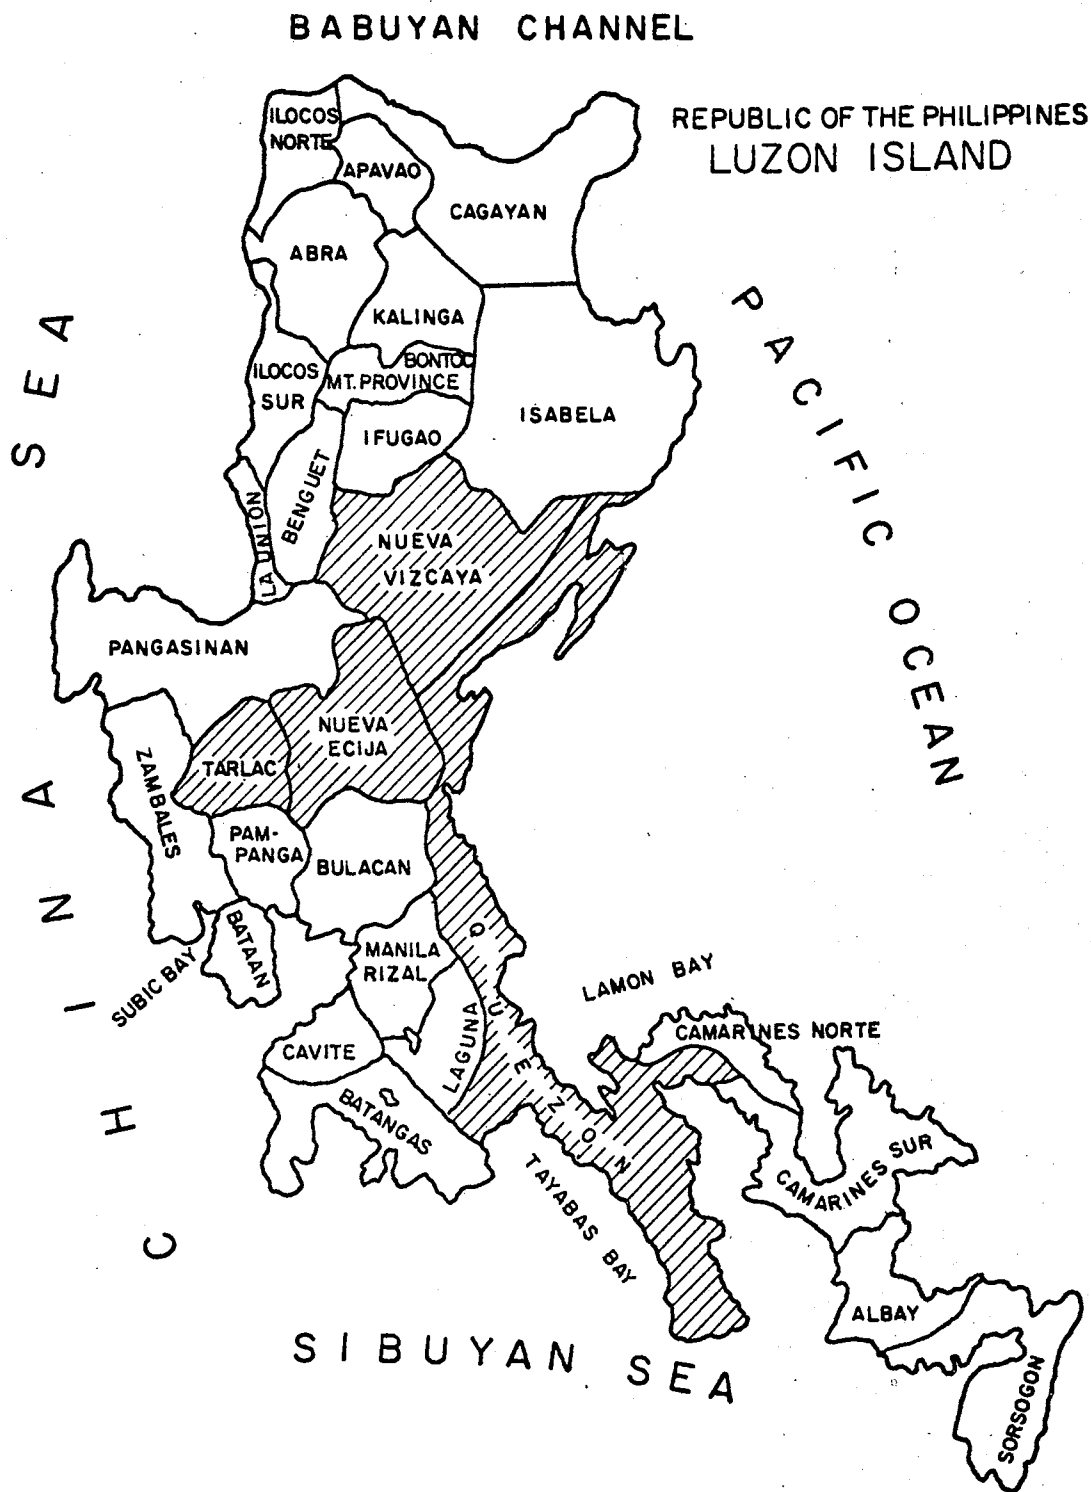 BABUYAN CHANNEL
REPUBLIC OF THE PHILIPPINES
LUZON ISLAND
ILOCOS
NORTE
APAVAO
CAGAYAN
ABRA
KALINGA
BONTOC
MT. PROVINCE
ILOCOS
SUR
ISABELA
IFUGAO
BENGUET
LA UNION
NUEVA
VIZCAYA
PANGASINAN
NUEVA
ECIJA
TARLAC
ZAMBALES
PAM-
PANGA
BULACAN
BATAAN
SUBIC BAY
MANILA
RIZAL
QUEZON
LAMON BAY
CAMARINES NORTE
LAGUNA
CAVITE
BATANGAS
TAYABAS BAY
CAMARINES SUR
ALBAY
SORSOGON
CHINA SEA
PACIFIC OCEAN
SIBUYAN SEA